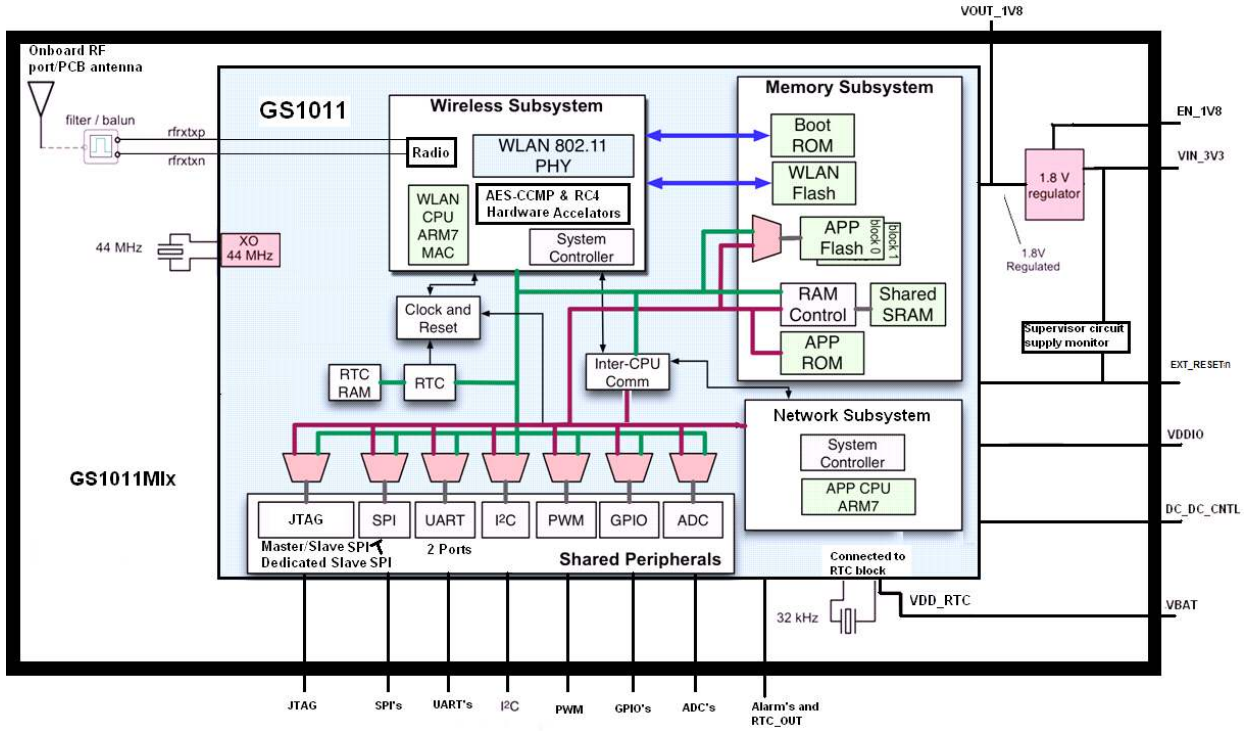 VOUT_1V8
Onboard RF
port/PCB antenna
filter / balun
rfrxtxp
rfrxtxn
GS1011
Wireless Subsystem
Radio
WLAN 802.11
PHY
AES-CCMP & RC4
Hardware Accelators
WLAN
CPU
ARM7
MAC
System
Controller
Memory Subsystem
Boot
ROM
WLAN
Flash
APP
Flash
block 0
block 1
RAM
Control
Shared
SRAM
APP
ROM
EN_1V8
VIN_3V3
1.8 V
regulator
1.8V
Regulated
Supervisor circuit
supply monitor
EXT_RESETn
44 MHz
XO
44 MHz
Clock and
Reset
RTC
RAM
RTC
Inter-CPU
Comm
Network Subsystem
System
Controller
APP CPU
ARM7
VDDIO
DC_DC_CNTL
GS1011MIx
JTAG
SPI
UART
I²C
PWM
GPIO
ADC
Master/Slave SPI
Dedicated Slave SPI
2 Ports
Shared Peripherals
Connected to
RTC block
32 kHz
VDD_RTC
VBAT
JTAG
SPI's
UART's
I²C
PWM
GPIO's
ADC's
Alarm's and
RTC_OUT